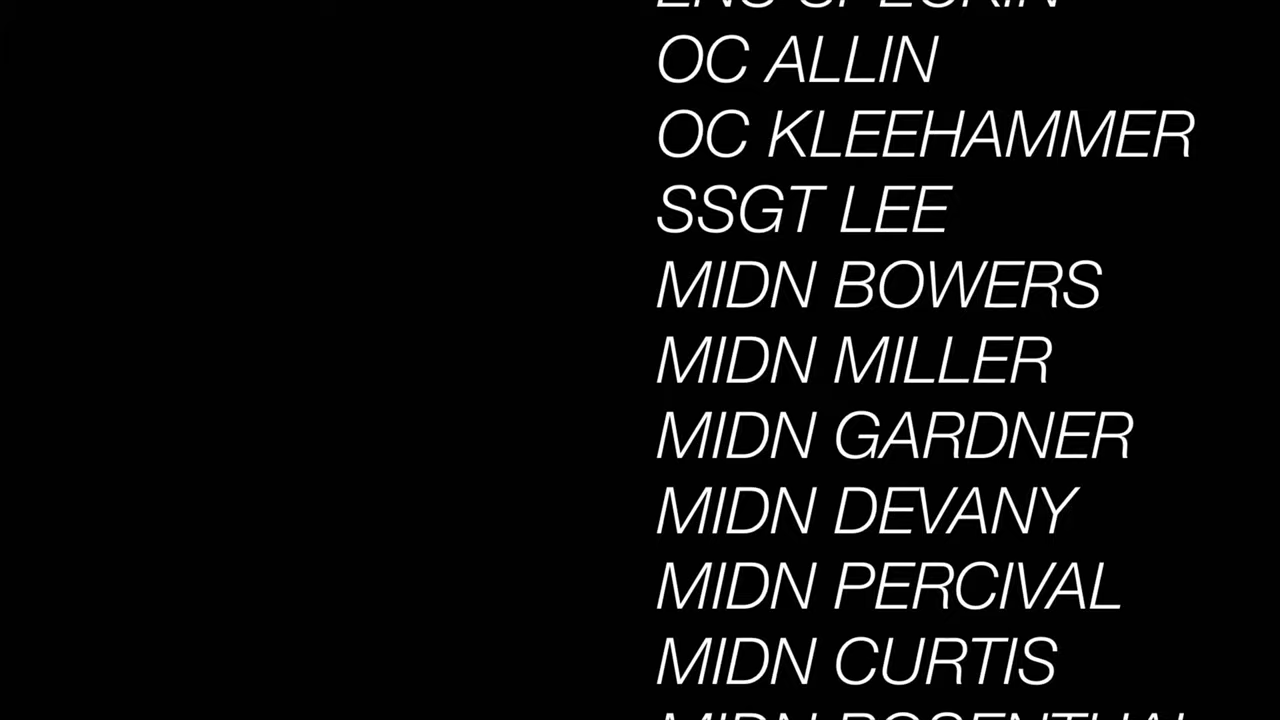 OC ALLIN
OC KLEEHAMMER
SSGT LEE
MIDN BOWERS
MIDN MILLER
MIDN GARDNER
MIDN DEVANY
MIDN PERCIVAL
MIDN CURTIS